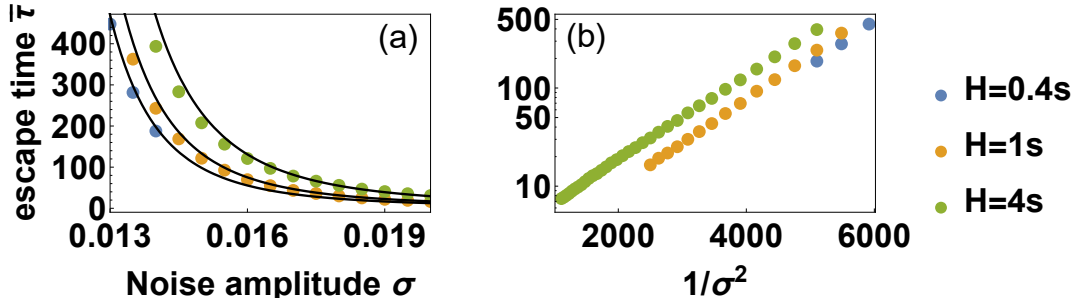 escape time τ̅
400
300
200
100
0
(a)
0.013
0.016
0.019
Noise amplitude σ
500
100
50
10
(b)
2000
4000
6000
1/σ²
H=0.4s
H=1s
H=4s